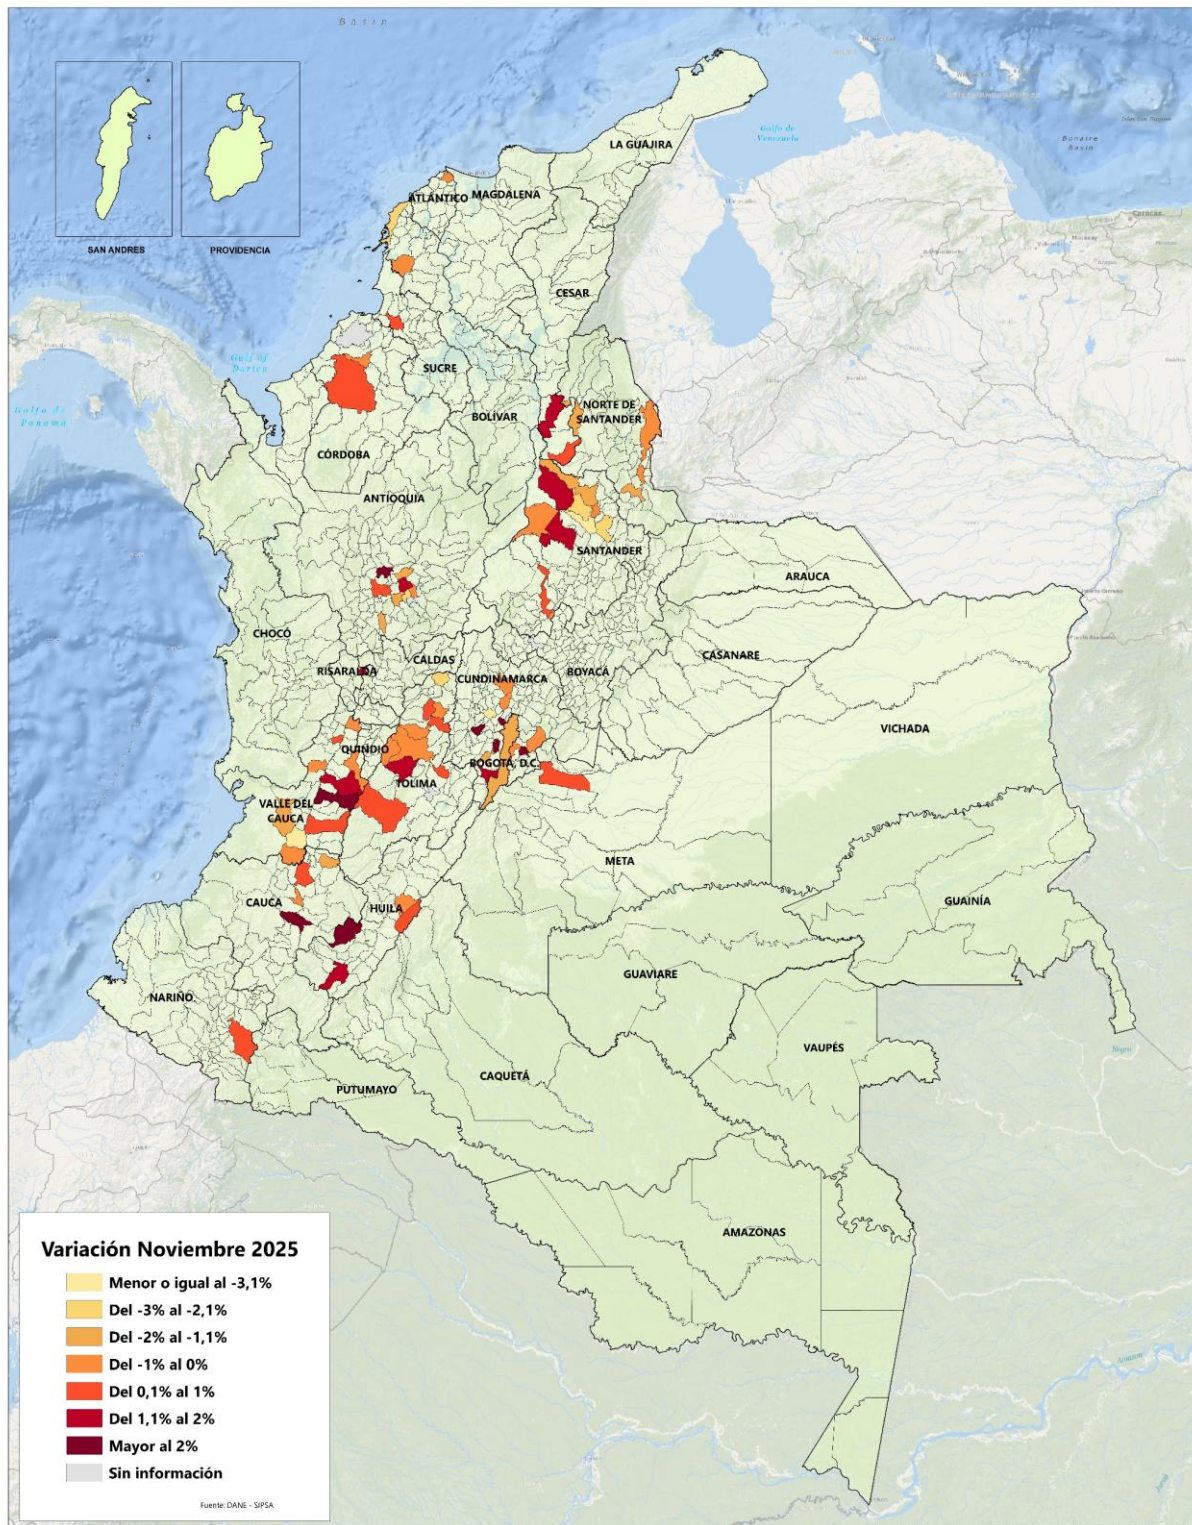 Basin
Golfo de
Venezuela
Bonaire
Basin
LA GUAJIRA
ATLÁNTICO
MAGDALENA
SAN ANDRES
PROVIDENCIA
CESAR
Gulf of
Darien
Golfo de
Panamá
SUCRE
NORTE DE
SANTANDER
BOLÍVAR
CÓRDOBA
ANTIOQUIA
SANTANDER
ARAUCA
CHOCÓ
CASANARE
RISARALDA
CALDAS
CUNDINAMARCA
BOYACÁ
VICHADA
QUINDIO
BOGOTÁ, D.C.
TOLIMA
VALLE DEL
CAUCA
META
CAUCA
HUILA
GUAINÍA
GUAVIARE
NARIÑO
VAUPÉS
CAQUETÁ
PUTUMAYO
AMAZONAS
Variación Noviembre 2025
Menor o igual al -3,1%
Del -3% al -2,1%
Del -2% al -1,1%
Del -1% al 0%
Del 0,1% al 1%
Del 1,1% al 2%
Mayor al 2%
Sin información
Fuente: DANE - SIPSA